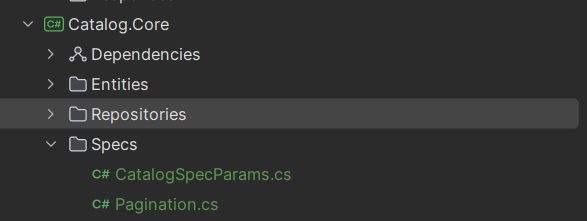 C# Catalog.Core
Dependencies
Entities
Repositories
Specs
C# CatalogSpecParams.cs
C# Pagination.cs